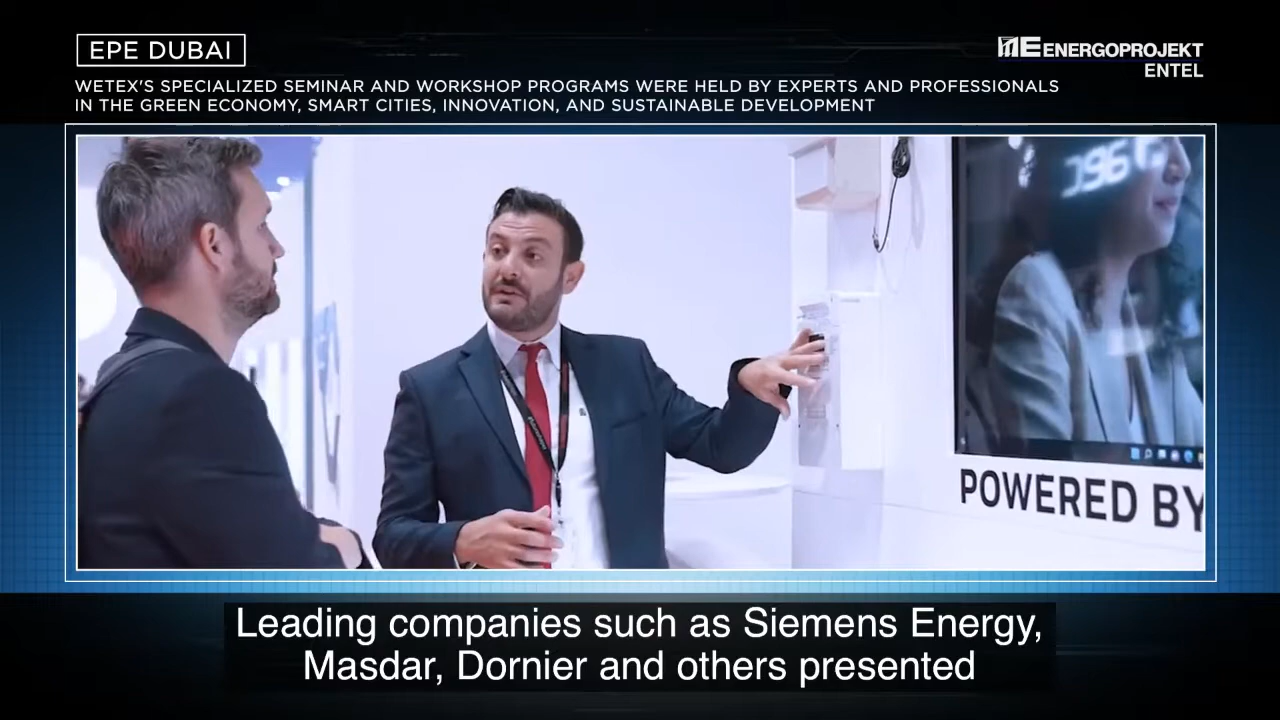 EPE DUBAI
ENERGOPROJEKT
ENTEL
WETEX'S SPECIALIZED SEMINAR AND WORKSHOP PROGRAMS WERE HELD BY EXPERTS AND PROFESSIONALS
IN THE GREEN ECONOMY, SMART CITIES, INNOVATION, AND SUSTAINABLE DEVELOPMENT
096
POWERED BY
Leading companies such as Siemens Energy,
Masdar, Dornier and others presented